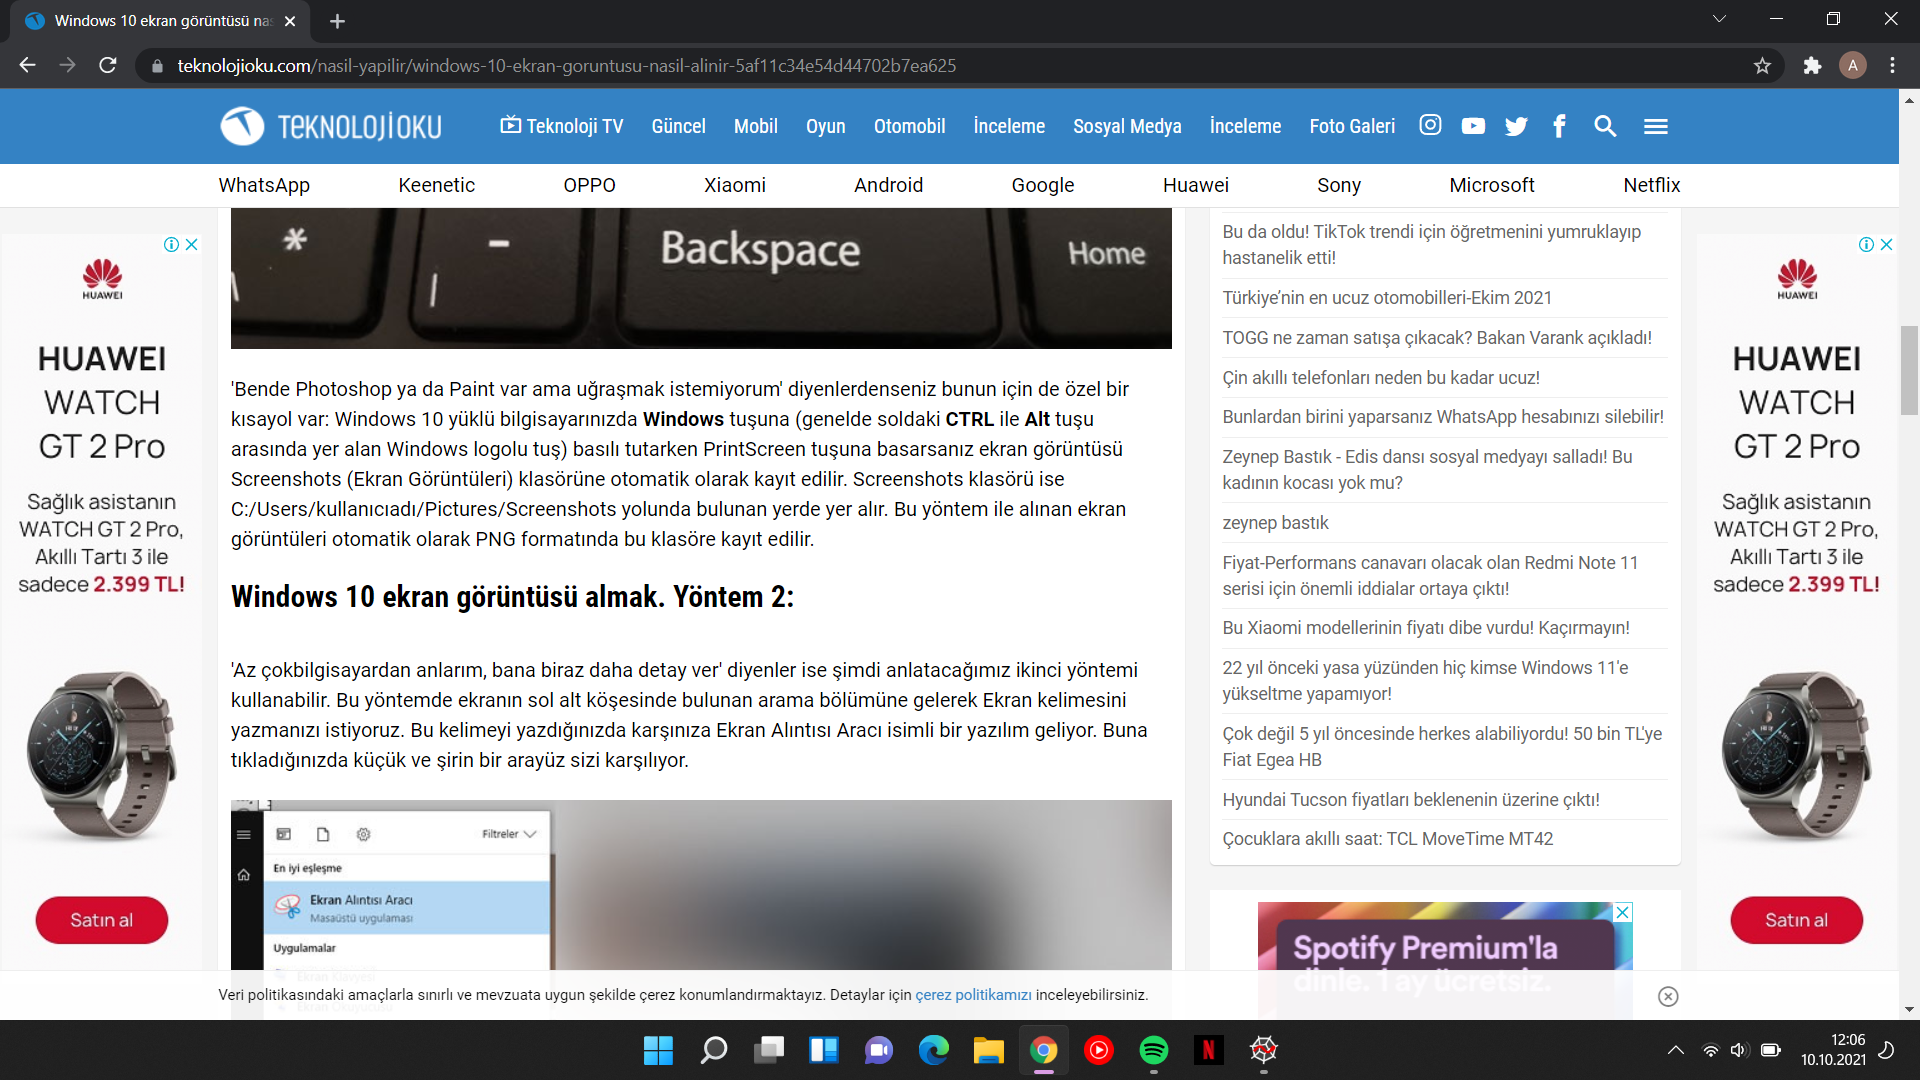 Windows 10 ekran görüntüsü nas
teknolojioku.com/nasil-yapilir/windows-10-ekran-goruntusu-nasil-alinir-5af11c34e54d44702b7ea625
A
TEKNOLOJİOKU
Teknoloji TV Güncel Mobil Oyun Otomobil İnceleme Sosyal Medya İnceleme Foto Galeri
WhatsApp Keenetic OPPO Xiaomi Android Google Huawei Sony Microsoft Netflix
HUAWEI
HUAWEI
WATCH
GT 2 Pro
Sağlık asistanın
WATCH GT 2 Pro,
Akıllı Tartı 3 ile
sadece 2.399 TL!
Satın al
* - Backspace Home
'Bende Photoshop ya da Paint var ama uğraşmak istemiyorum' diyenlerdenseniz bunun için de özel bir
kısayol var: Windows 10 yüklü bilgisayarınızda Windows tuşuna (genelde soldaki CTRL ile Alt tuşu
arasında yer alan Windows logolu tuş) basılı tutarken PrintScreen tuşuna basarsanız ekran görüntüsü
Screenshots (Ekran Görüntüleri) klasörüne otomatik olarak kayıt edilir. Screenshots klasörü ise
C:/Users/kullanıcıadı/Pictures/Screenshots yolunda bulunan yerde yer alır. Bu yöntem ile alınan ekran
görüntüleri otomatik olarak PNG formatında bu klasöre kayıt edilir.
Windows 10 ekran görüntüsü almak. Yöntem 2:
'Az çokbilgisayardan anlarım, bana biraz daha detay ver' diyenler ise şimdi anlatacağımız ikinci yöntemi
kullanabilir. Bu yöntemde ekranın sol alt köşesinde bulunan arama bölümüne gelerek Ekran kelimesini
yazmanızı istiyoruz. Bu kelimeyi yazdığınızda karşınıza Ekran Alıntısı Aracı isimli bir yazılım geliyor. Buna
tıkladığınızda küçük ve şirin bir arayüz sizi karşılıyor.
Filtreler
En iyi eşleşme
Ekran Alıntısı Aracı
Masaüstü uygulaması
Uygulamalar
Ekran Klavyesi
Bu da oldu! TikTok trendi için öğretmenini yumruklayıp
hastanelik etti!
Türkiye’nin en ucuz otomobilleri-Ekim 2021
TOGG ne zaman satışa çıkacak? Bakan Varank açıkladı!
Çin akıllı telefonları neden bu kadar ucuz!
Bunlardan birini yaparsanız WhatsApp hesabınızı silebilir!
Zeynep Bastık - Edis dansı sosyal medyayı salladı! Bu
kadının kocası yok mu?
zeynep bastık
Fiyat-Performans canavarı olacak olan Redmi Note 11
serisi için önemli iddialar ortaya çıktı!
Bu Xiaomi modellerinin fiyatı dibe vurdu! Kaçırmayın!
22 yıl önceki yasa yüzünden hiç kimse Windows 11'e
yükseltme yapamıyor!
Çok değil 5 yıl öncesinde herkes alabiliyordu! 50 bin TL'ye
Fiat Egea HB
Hyundai Tucson fiyatları beklenenin üzerine çıktı!
Çocuklara akıllı saat: TCL MoveTime MT42
Spotify Premium'la
dinle. 1 ay ücretsiz.
HUAWEI
HUAWEI
WATCH
GT 2 Pro
Sağlık asistanın
WATCH GT 2 Pro,
Akıllı Tartı 3 ile
sadece 2.399 TL!
Satın al
Veri politikasındaki amaçlarla sınırlı ve mevzuata uygun şekilde çerez konumlandırmaktayız. Detaylar için çerez politikamızı inceleyebilirsiniz.
12:06
10.10.2021